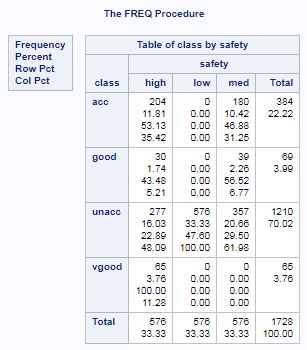 The FREQ Procedure
Frequency
Percent
Row Pct
Col Pct
Table of class by safety
safety
class high low med Total
acc 204 0 180 384
11.81 0.00 10.42 22.22
53.13 0.00 46.88
35.42 0.00 31.25
good 30 0 39 69
1.74 0.00 2.26 3.99
43.48 0.00 56.52
5.21 0.00 6.77
unacc 277 576 357 1210
16.03 33.33 20.66 70.02
22.89 47.60 29.50
48.09 100.00 61.98
vgood 65 0 0 65
3.76 0.00 0.00 3.76
100.00 0.00 0.00
11.28 0.00 0.00
Total 576 576 576 1728
33.33 33.33 33.33 100.00